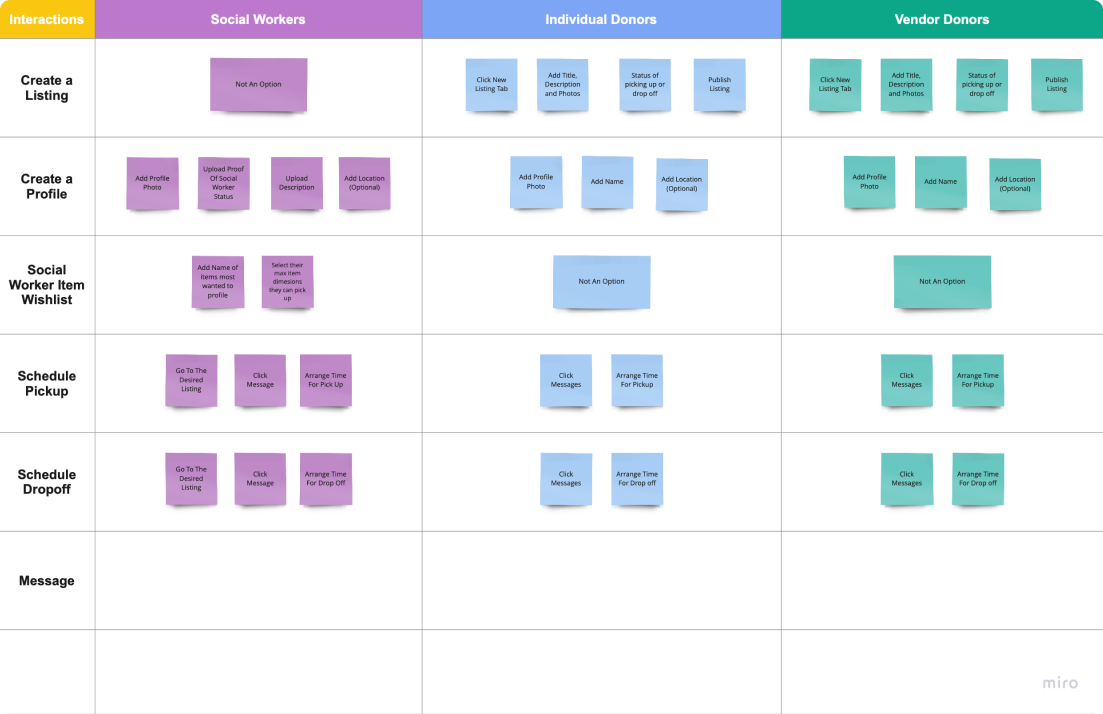 Interactions
Social Workers
Individual Donors
Vendor Donors
Create a
Listing
Not An Option
Click New
Listing Tab
Add Title,
Description
and Photos
Status of
picking up or
drop off
Publish
Listing
Click New
Listing Tab
Add Title,
Description
and Photos
Status of
picking up or
drop off
Publish
Listing
Create a
Profile
Add Profile
Photo
Upload Proof
Of Social
Worker
Status
Upload
Description
Add Location
(Optional)
Add Profile
Photo
Add Name
Add Location
(Optional)
Add Profile
Photo
Add Name
Add Location
(Optional)
Social
Worker Item
Wishlist
Add Name of
items most
wanted to
profile
Select their
max item
dimesions
they can pick
up
Not An Option
Not An Option
Schedule
Pickup
Go To The
Desired
Listing
Click
Message
Arrange Time
For Pick Up
Click
Messages
Arrange Time
For Pickup
Click
Messages
Arrange Time
For Pickup
Schedule
Dropoff
Go To The
Desired
Listing
Click
Message
Arrange Time
For Drop Off
Click
Messages
Arrange Time
For Drop off
Click
Messages
Arrange Time
For Drop off
Message
miro